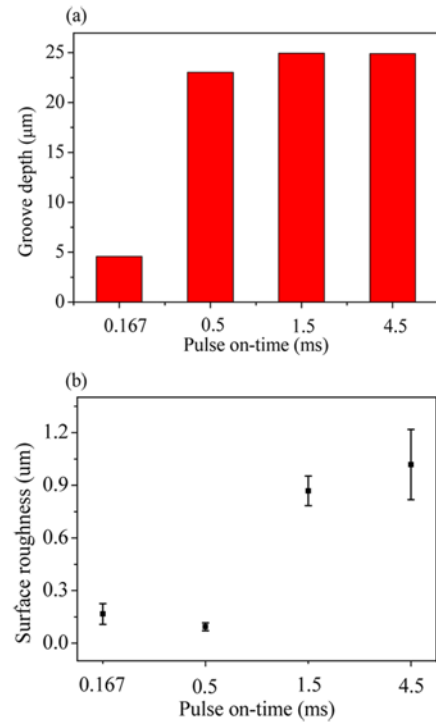 (a)
Groove depth (μm)
25
20
15
10
5
0
0.167 0.5 1.5 4.5
Pulse on-time (ms)
(b)
Surface roughness (um)
1.2
0.9
0.6
0.3
0.0
0.167 0.5 1.5 4.5
Pulse on-time (ms)